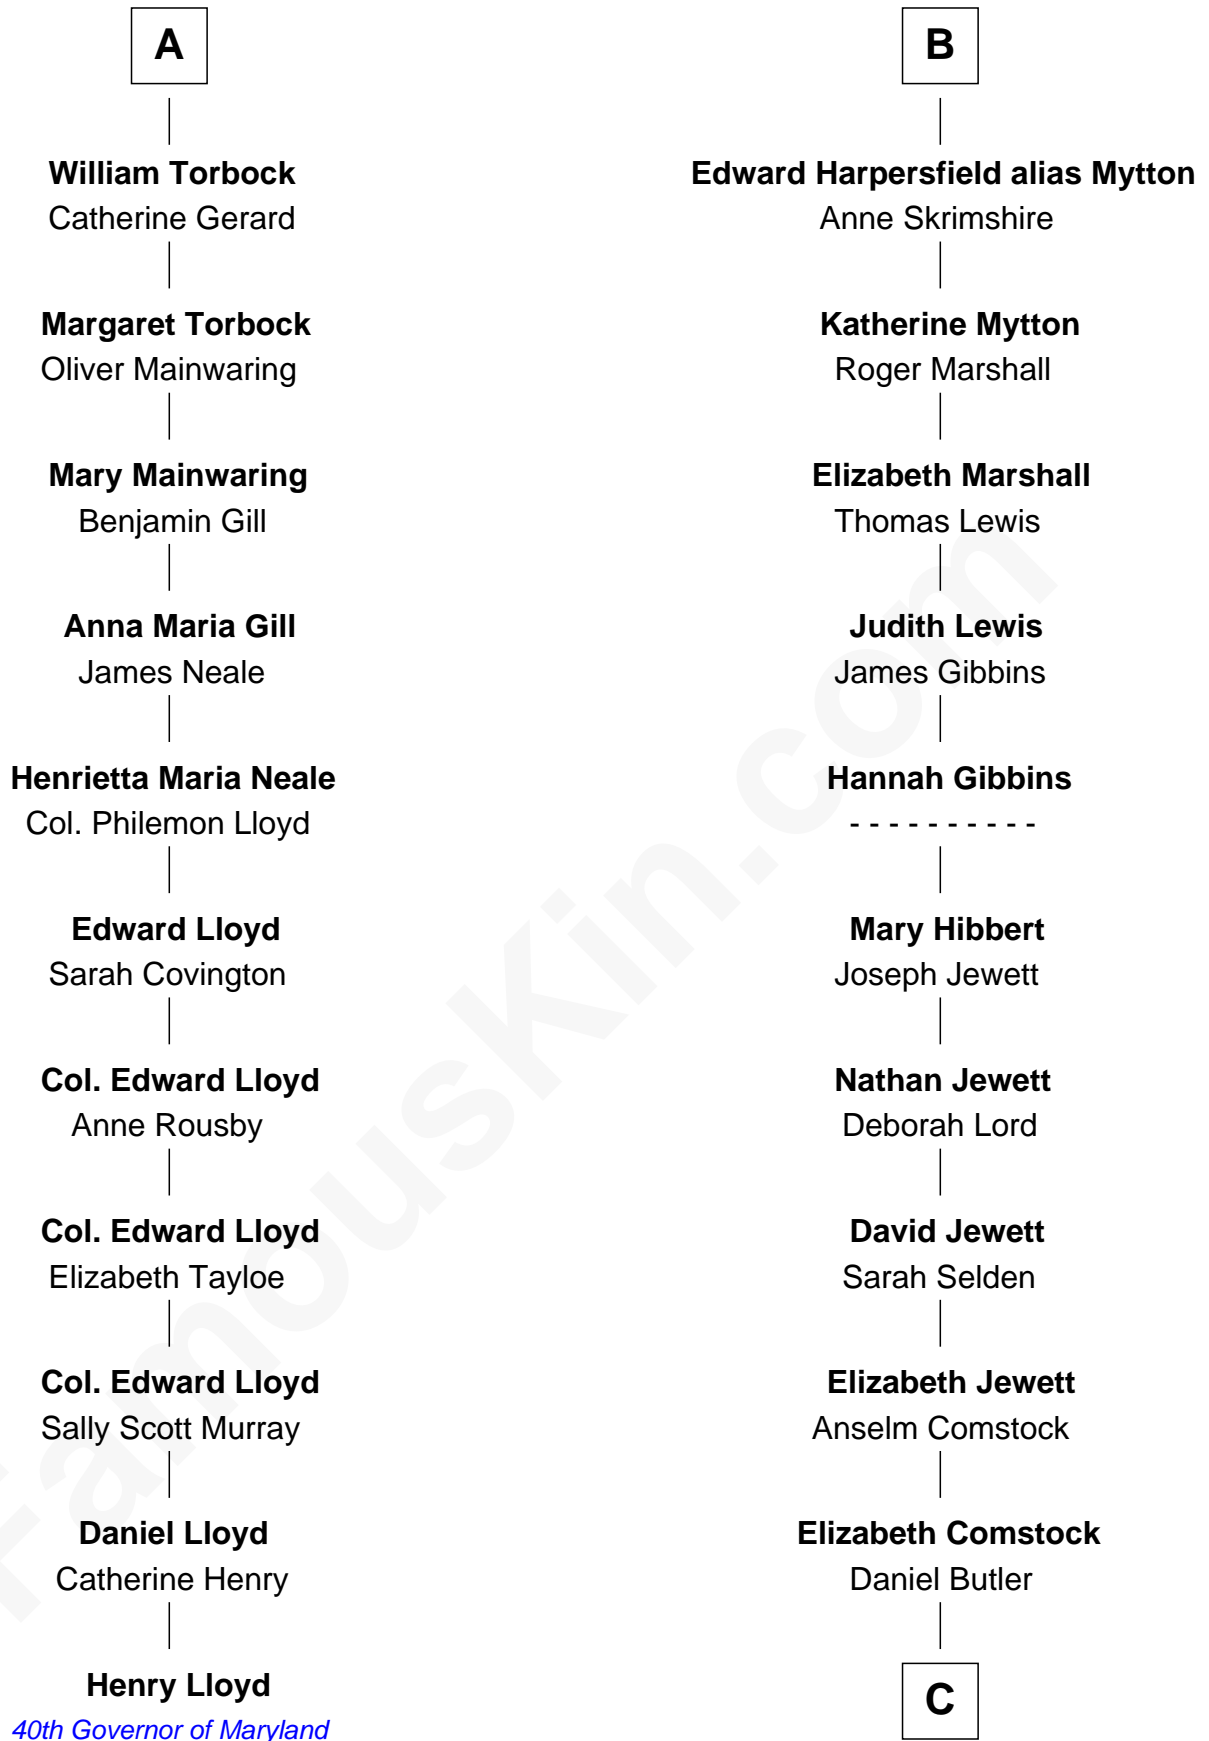 A
William Torbock
Catherine Gerard
Margaret Torbock
Oliver Mainwaring
Mary Mainwaring
Benjamin Gill
Anna Maria Gill
James Neale
Henrietta Maria Neale
Col. Philemon Lloyd
Edward Lloyd
Sarah Covington
Col. Edward Lloyd
Anne Rousby
Col. Edward Lloyd
Elizabeth Tayloe
Col. Edward Lloyd
Sally Scott Murray
Daniel Lloyd
Catherine Henry
Henry Lloyd
40th Governor of Maryland
B
Edward Harpersfield alias Mytton
Anne Skrimshire
Katherine Mytton
Roger Marshall
Elizabeth Marshall
Thomas Lewis
Judith Lewis
James Gibbins
Hannah Gibbins
- - - - - - - - - -
Mary Hibbert
Joseph Jewett
Nathan Jewett
Deborah Lord
David Jewett
Sarah Selden
Elizabeth Jewett
Anselm Comstock
Elizabeth Comstock
Daniel Butler
C
FamousKin.com